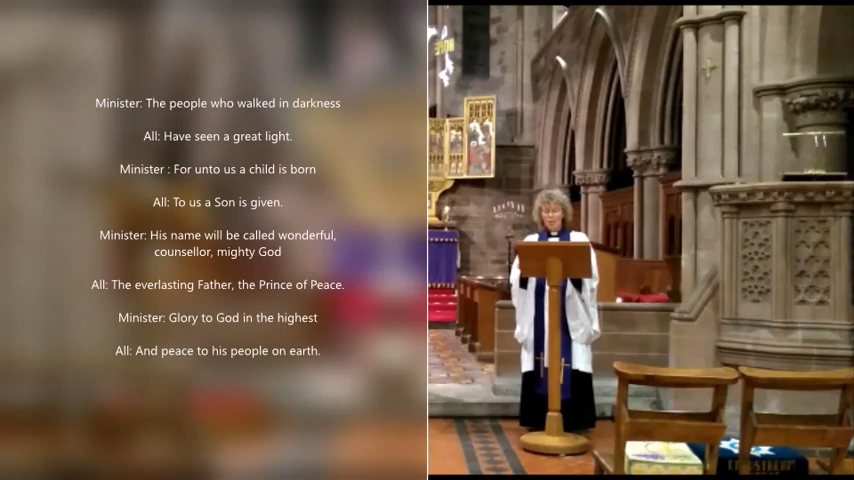 Minister: The people who walked in darkness
All: Have seen a great light.
Minister : For unto us a child is born
All: To us a Son is given.
Minister: His name will be called wonderful,
counsellor, mighty God
All: The everlasting Father, the Prince of Peace.
Minister: Glory to God in the highest
All: And peace to his people on earth.